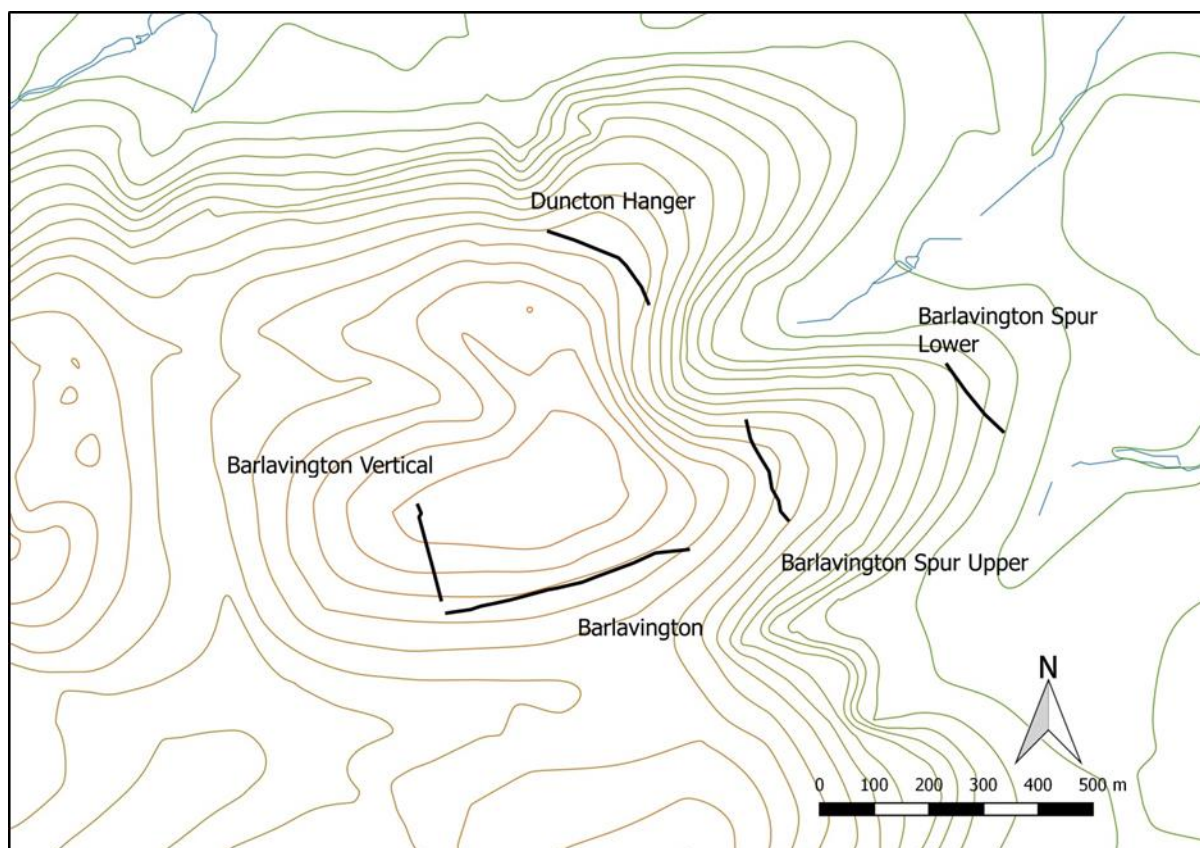 Duncton Hanger
Barlavington Spur
Lower
Barlavington Vertical
Barlavington Spur Upper
Barlavington
N
0 100 200 300 400 500 m